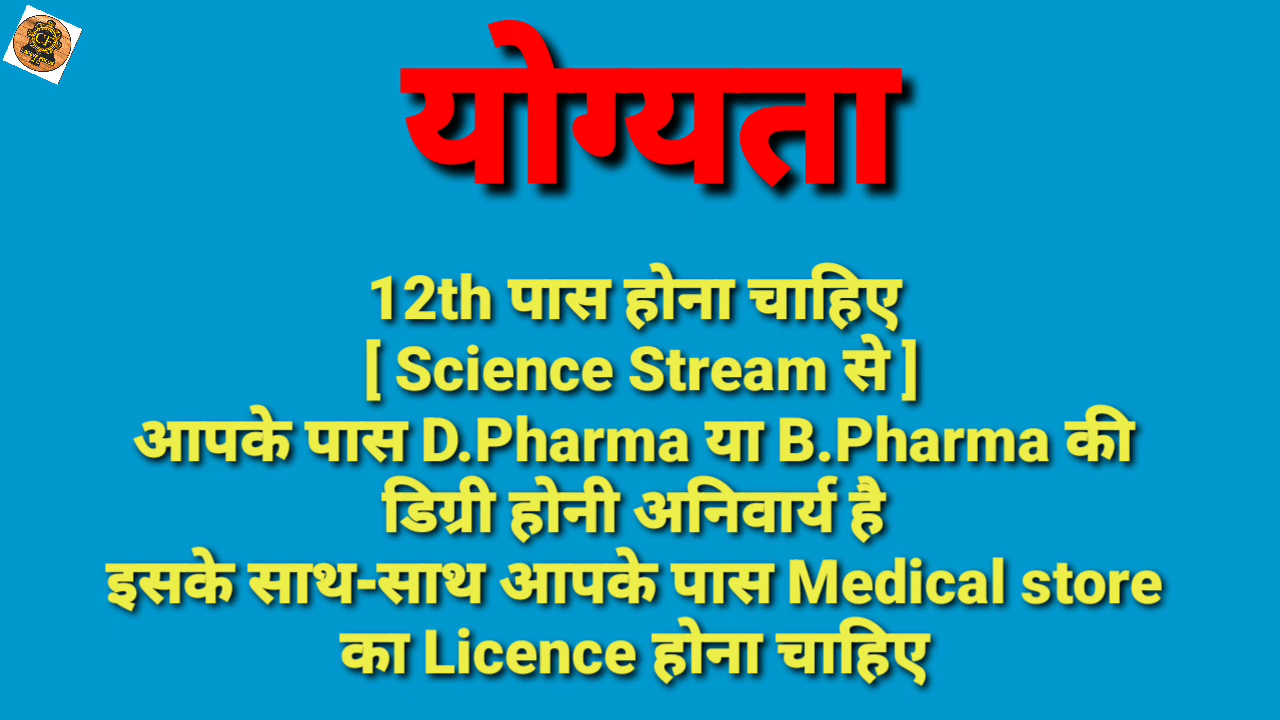 योग्यता
12th पास होना चाहिए
[ Science Stream से ]
आपके पास D.Pharma या B.Pharma की
डिग्री होनी अनिवार्य है
इसके साथ-साथ आपके पास Medical store
का Licence होना चाहिए